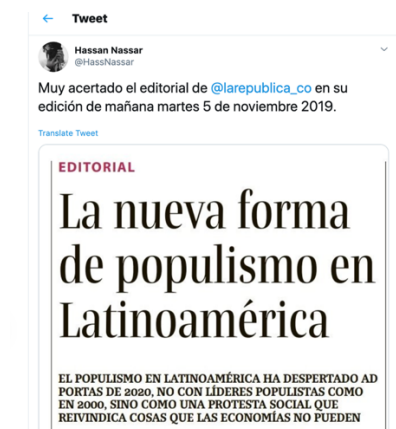 ← Tweet
Hassan Nassar
@HassNassar
Muy acertado el editorial de @larepublica_co en su
edición de mañana martes 5 de noviembre 2019.
Translate Tweet
EDITORIAL
La nueva forma
de populismo en
Latinoamérica
EL POPULISMO EN LATINOAMÉRICA HA DESPERTADO AD
PORTAS DE 2020, NO CON LÍDERES POPULISTAS COMO
EN 2000, SINO COMO UNA PROTESTA SOCIAL QUE
REIVINDICA COSAS QUE LAS ECONOMÍAS NO PUEDEN